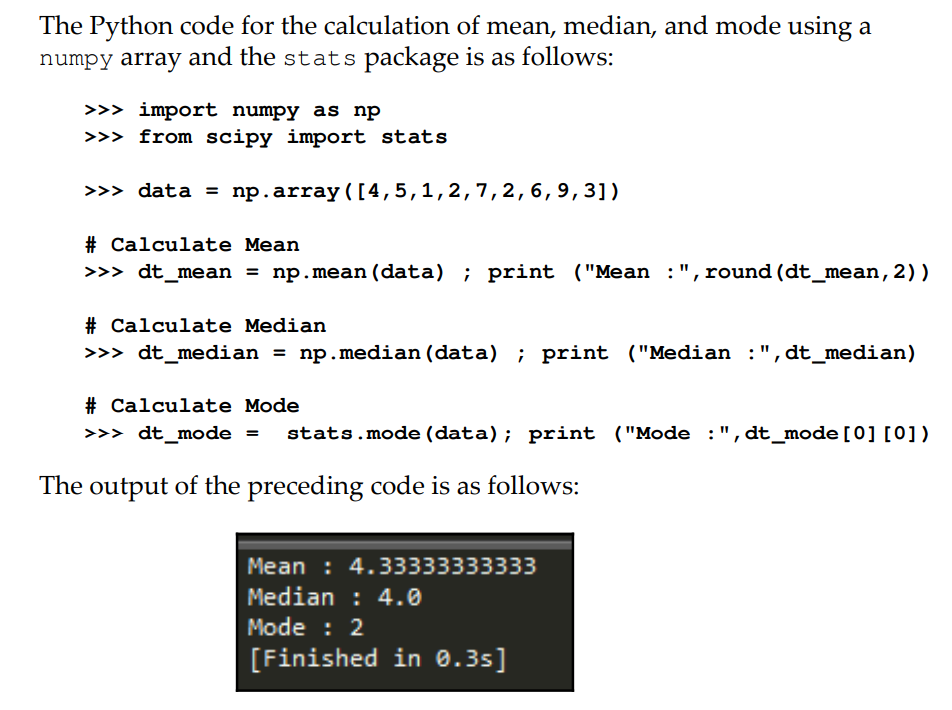 The Python code for the calculation of mean, median, and mode using a
numpy array and the stats package is as follows:
>>> import numpy as np
>>> from scipy import stats
>>> data = np.array([4,5,1,2,7,2,6,9,3])
# Calculate Mean
>>> dt_mean = np.mean(data) ; print ("Mean :",round(dt_mean,2))
# Calculate Median
>>> dt_median = np.median(data) ; print ("Median :",dt_median)
# Calculate Mode
>>> dt_mode =  stats.mode(data); print ("Mode :",dt_mode[0][0])
The output of the preceding code is as follows:
Mean : 4.33333333333
Median : 4.0
Mode : 2
[Finished in 0.3s]